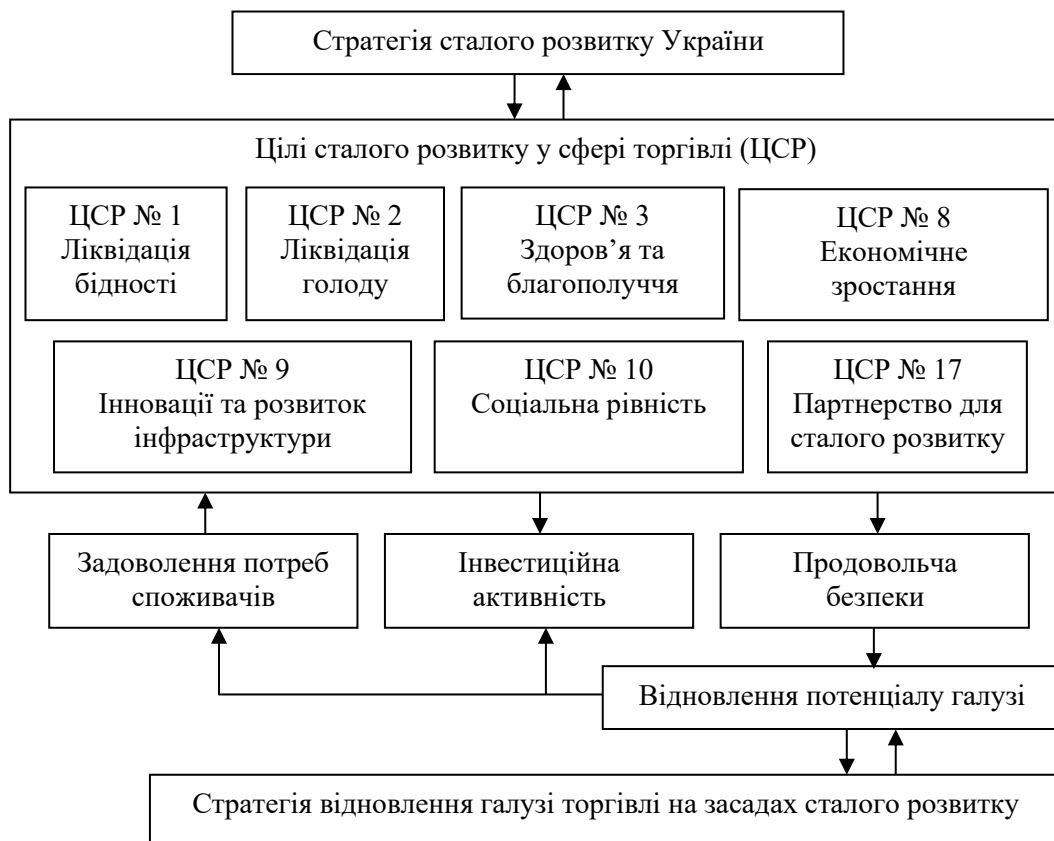 Стратегія сталого розвитку України
Цілі сталого розвитку у сфері торгівлі (ЦСР)
ЦСР № 1
Ліквідація
бідності
ЦСР № 2
Ліквідація
голоду
ЦСР № 3
Здоров’я та
благополуччя
ЦСР № 8
Економічне
зростання
ЦСР № 9
Інновації та розвиток
інфраструктури
ЦСР № 10
Соціальна рівність
ЦСР № 17
Партнерство для
сталого розвитку
Задоволення потреб
споживачів
Інвестиційна
активність
Продовольча
безпеки
Відновлення потенціалу галузі
Стратегія відновлення галузі торгівлі на засадах сталого розвитку